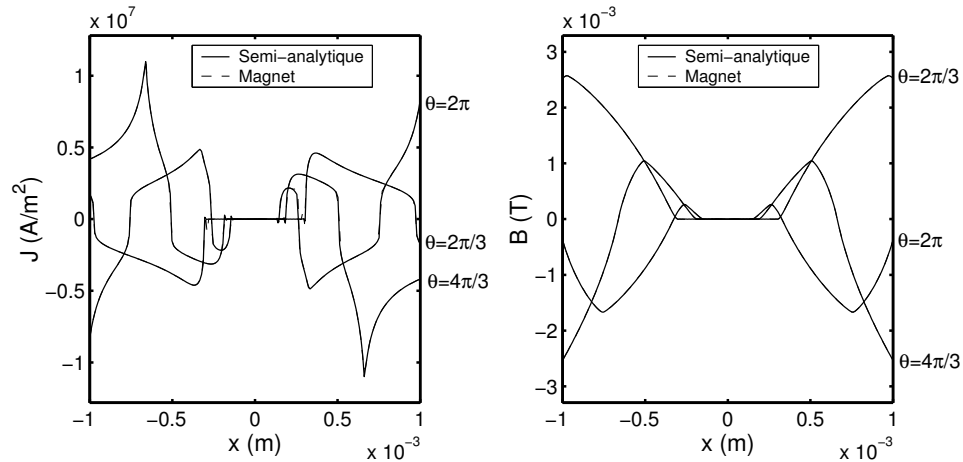 x 10^7
Semi−analytique
Magnet
J (A/m^2)
1
0.5
0
−0.5
−1
θ=2π
θ=2π/3
θ=4π/3
−1
−0.5
0
0.5
1
x (m)
x 10^−3
x 10^−3
Semi−analytique
Magnet
B (T)
3
2
1
0
−1
−2
−3
θ=2π/3
θ=2π
θ=4π/3
−1
−0.5
0
0.5
1
x (m)
x 10^−3